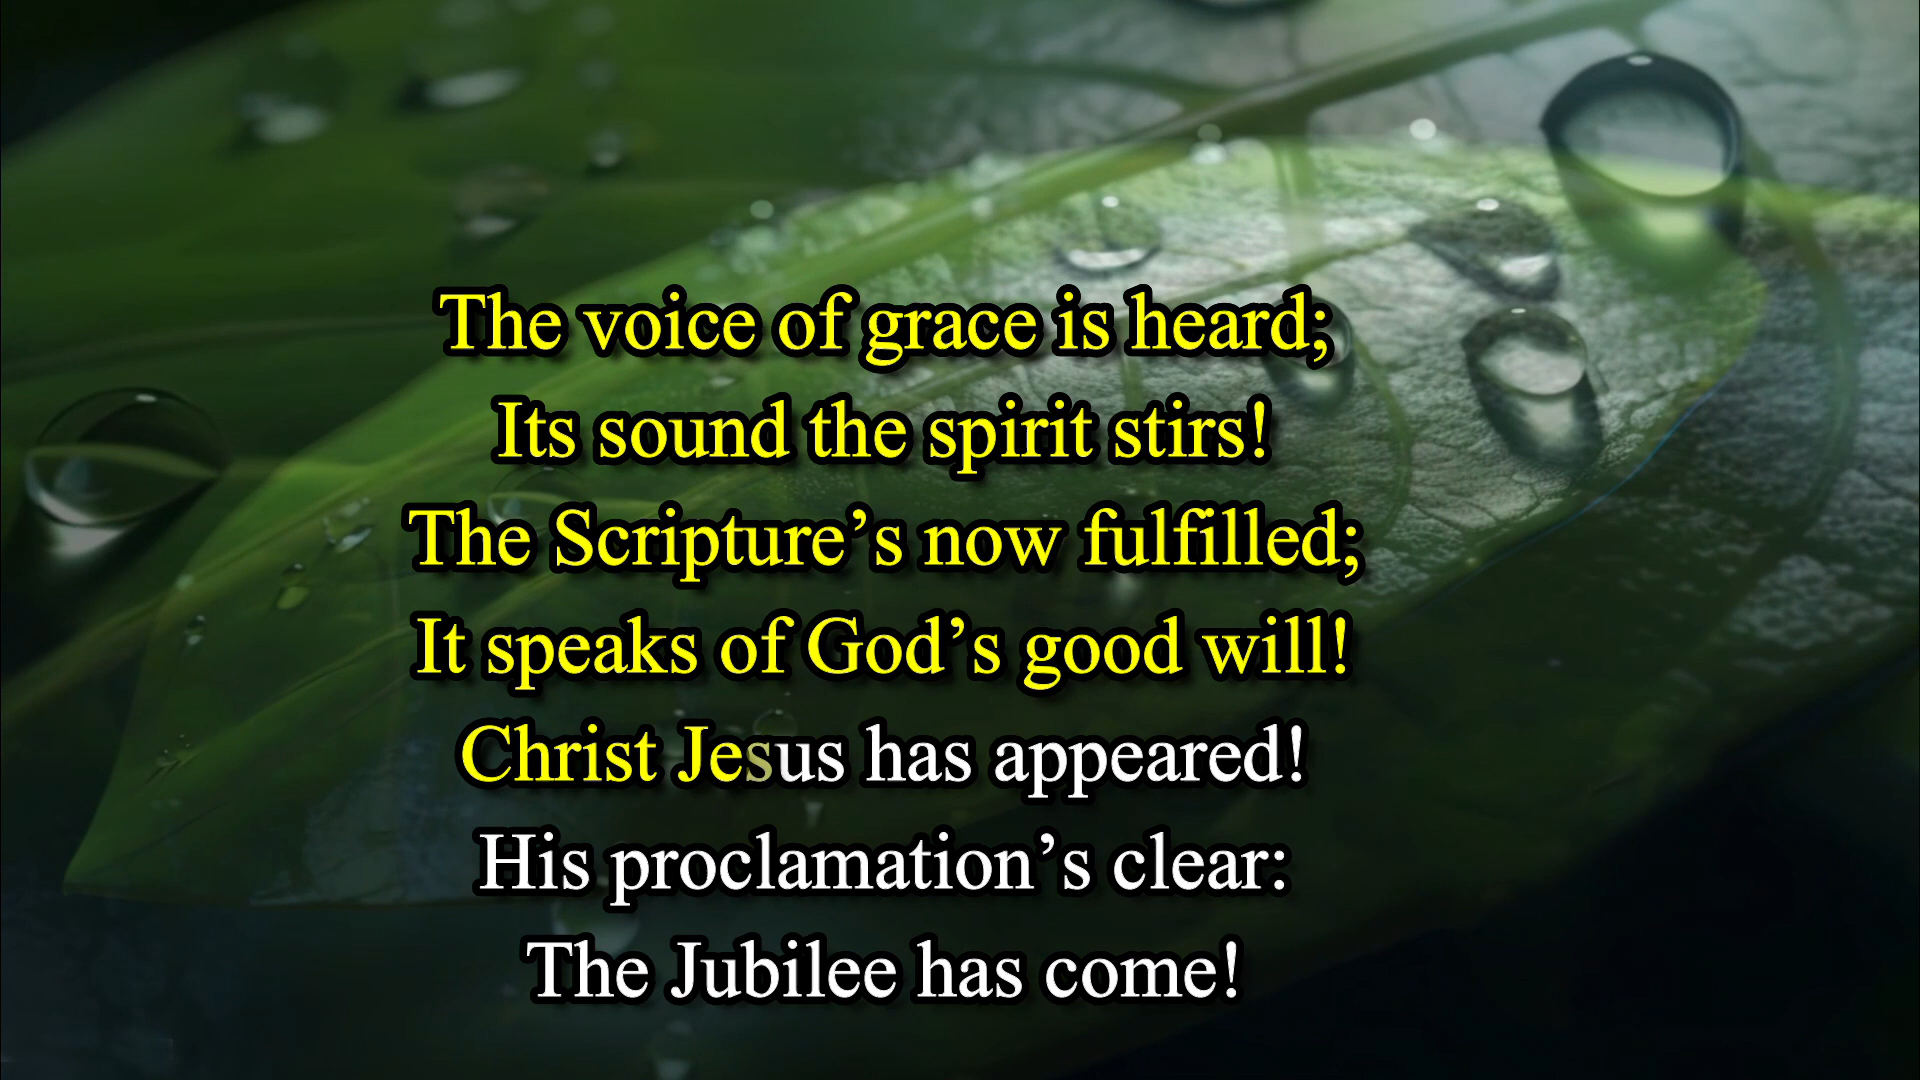 The voice of grace is heard;
Its sound the spirit stirs!
The Scripture’s now fulfilled;
It speaks of God’s good will!
Christ Jesus has appeared!
His proclamation’s clear:
The Jubilee has come!